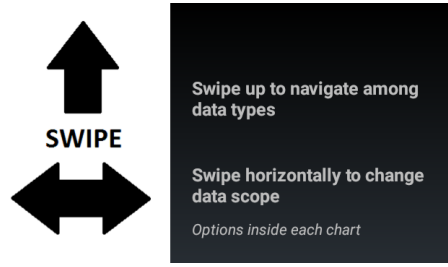 SWIPE
Swipe up to navigate among
data types
Swipe horizontally to change
data scope
Options inside each chart